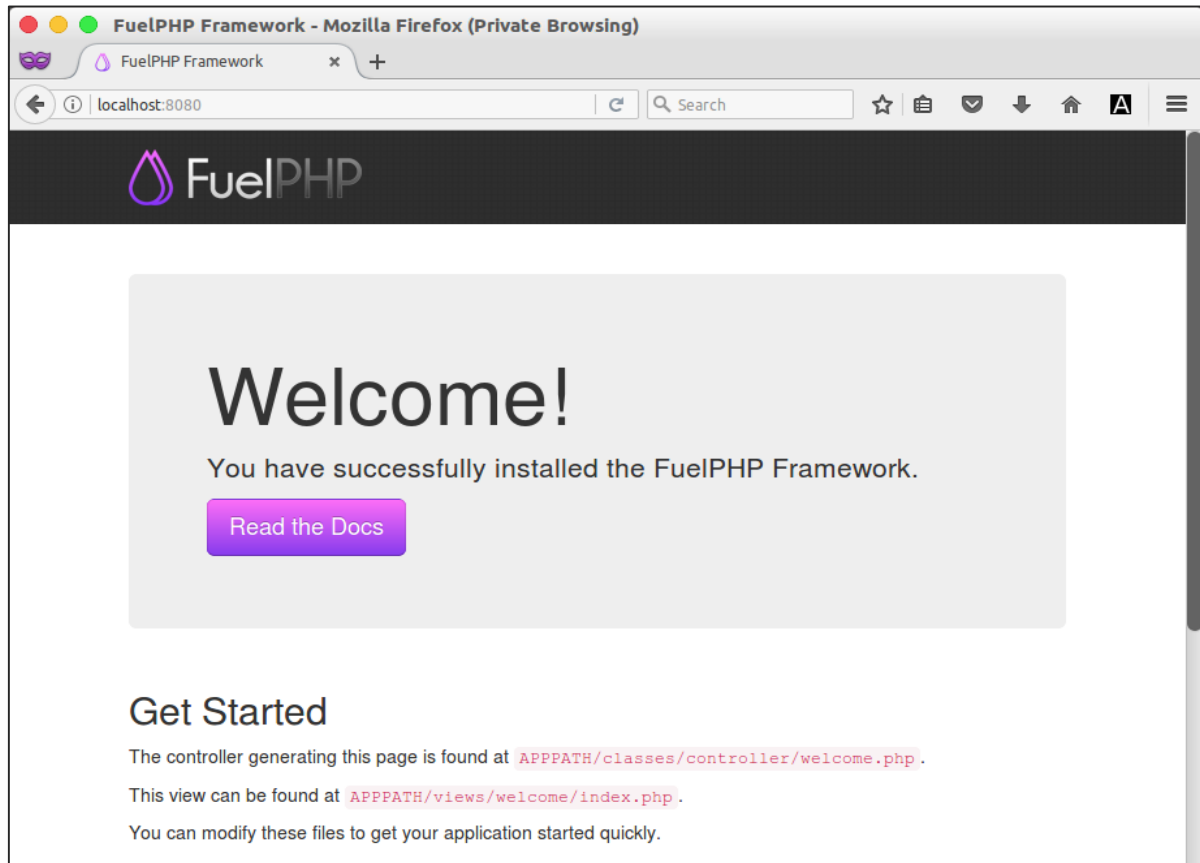 FuelPHP Framework - Mozilla Firefox (Private Browsing)
FuelPHP Framework
localhost:8080
Search
A
FuelPHP
Welcome!
You have successfully installed the FuelPHP Framework.
Read the Docs
Get Started
The controller generating this page is found at APPPATH/classes/controller/welcome.php.
This view can be found at APPPATH/views/welcome/index.php.
You can modify these files to get your application started quickly.